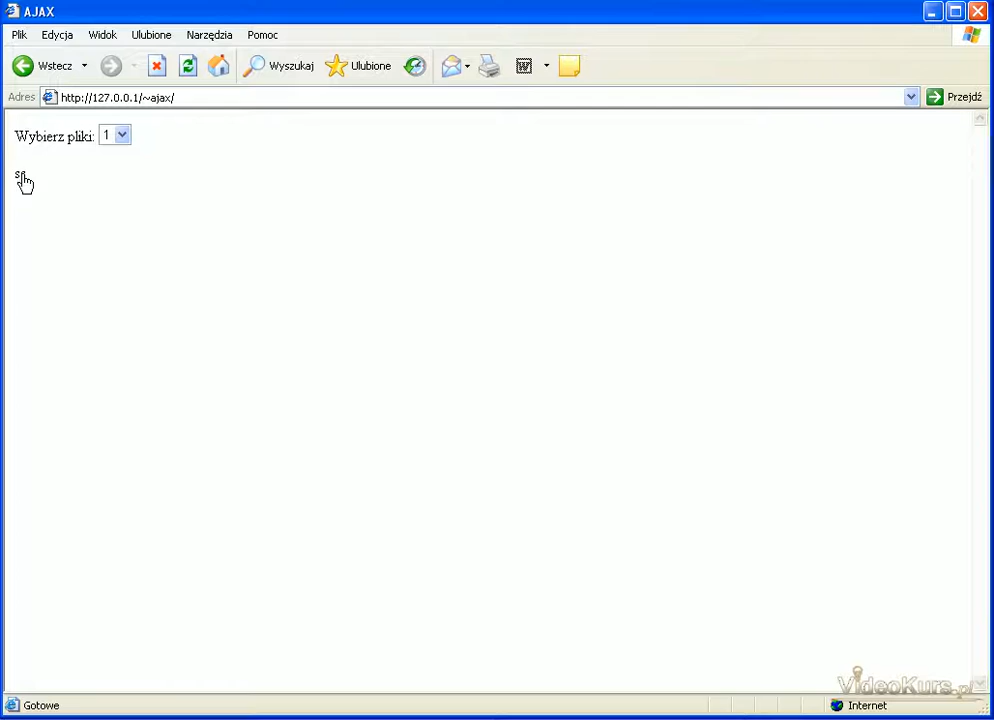 AJAX
Plik Edycja Widok Ulubione Narzędzia Pomoc
Wstecz Wyszukaj Ulubione W
Adres http://127.0.0.1/~ajax/ Przejdź
Wybierz pliki: 1
VideoKurs.pl
Gotowe Internet